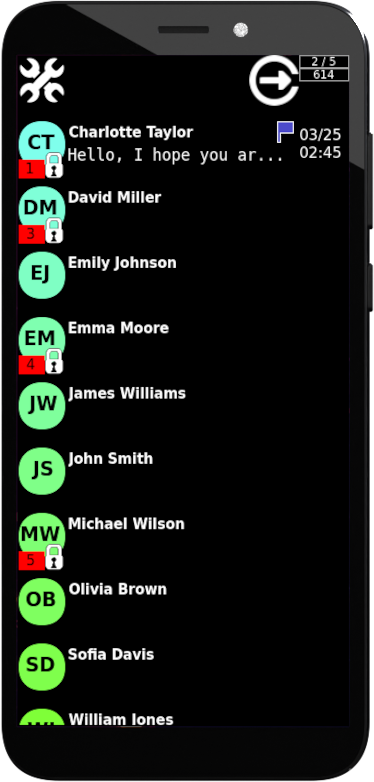 2 / 5
614
CT
Charlotte Taylor
03/25
Hello, I hope you ar...
02:45
1
DM
David Miller
3
EJ
Emily Johnson
EM
Emma Moore
4
JW
James Williams
JS
John Smith
MW
Michael Wilson
5
OB
Olivia Brown
SD
Sofia Davis
William Jones